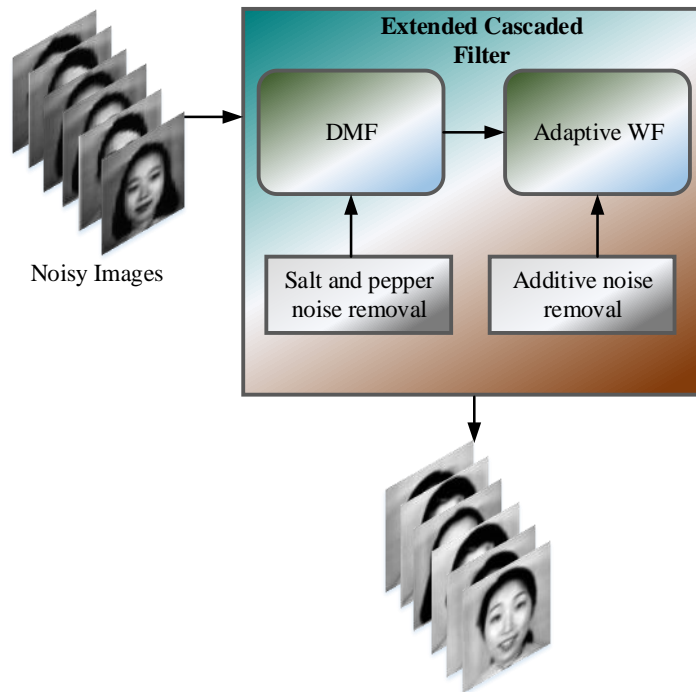 Extended Cascaded
Filter
DMF
Adaptive WF
Noisy Images
Salt and pepper
noise removal
Additive noise
removal